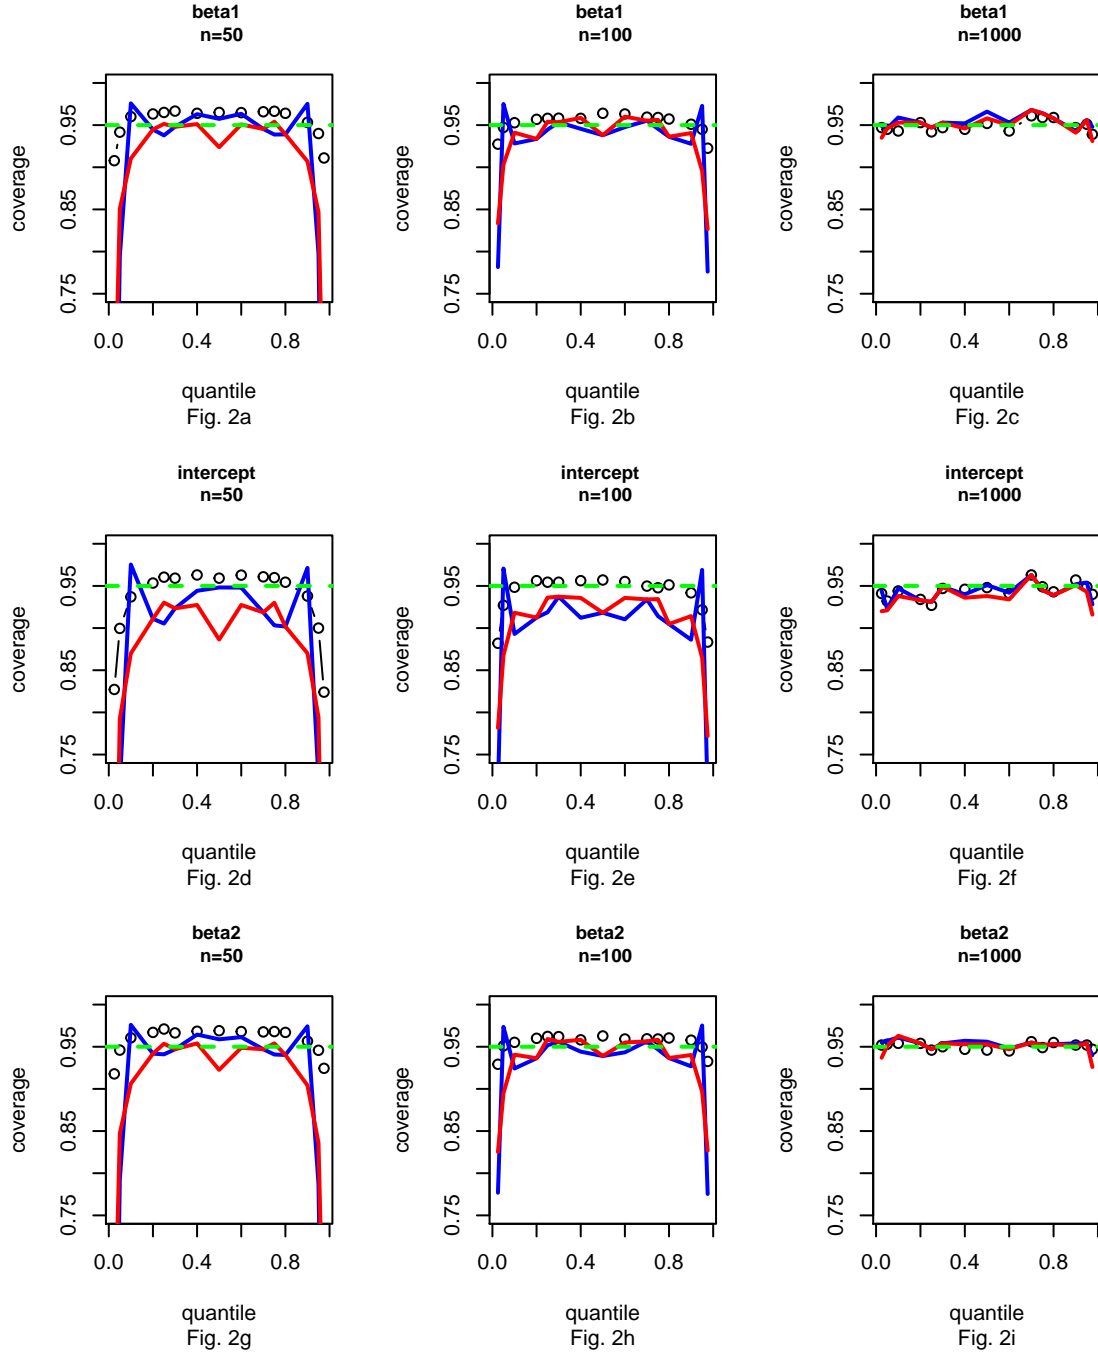 beta1
n=50
coverage
0.75 0.85 0.95
0.0 0.4 0.8
quantile
Fig. 2a
beta1
n=100
coverage
0.75 0.85 0.95
0.0 0.4 0.8
quantile
Fig. 2b
beta1
n=1000
coverage
0.75 0.85 0.95
0.0 0.4 0.8
quantile
Fig. 2c
intercept
n=50
coverage
0.75 0.85 0.95
0.0 0.4 0.8
quantile
Fig. 2d
intercept
n=100
coverage
0.75 0.85 0.95
0.0 0.4 0.8
quantile
Fig. 2e
intercept
n=1000
coverage
0.75 0.85 0.95
0.0 0.4 0.8
quantile
Fig. 2f
beta2
n=50
coverage
0.75 0.85 0.95
0.0 0.4 0.8
quantile
Fig. 2g
beta2
n=100
coverage
0.75 0.85 0.95
0.0 0.4 0.8
quantile
Fig. 2h
beta2
n=1000
coverage
0.75 0.85 0.95
0.0 0.4 0.8
quantile
Fig. 2i